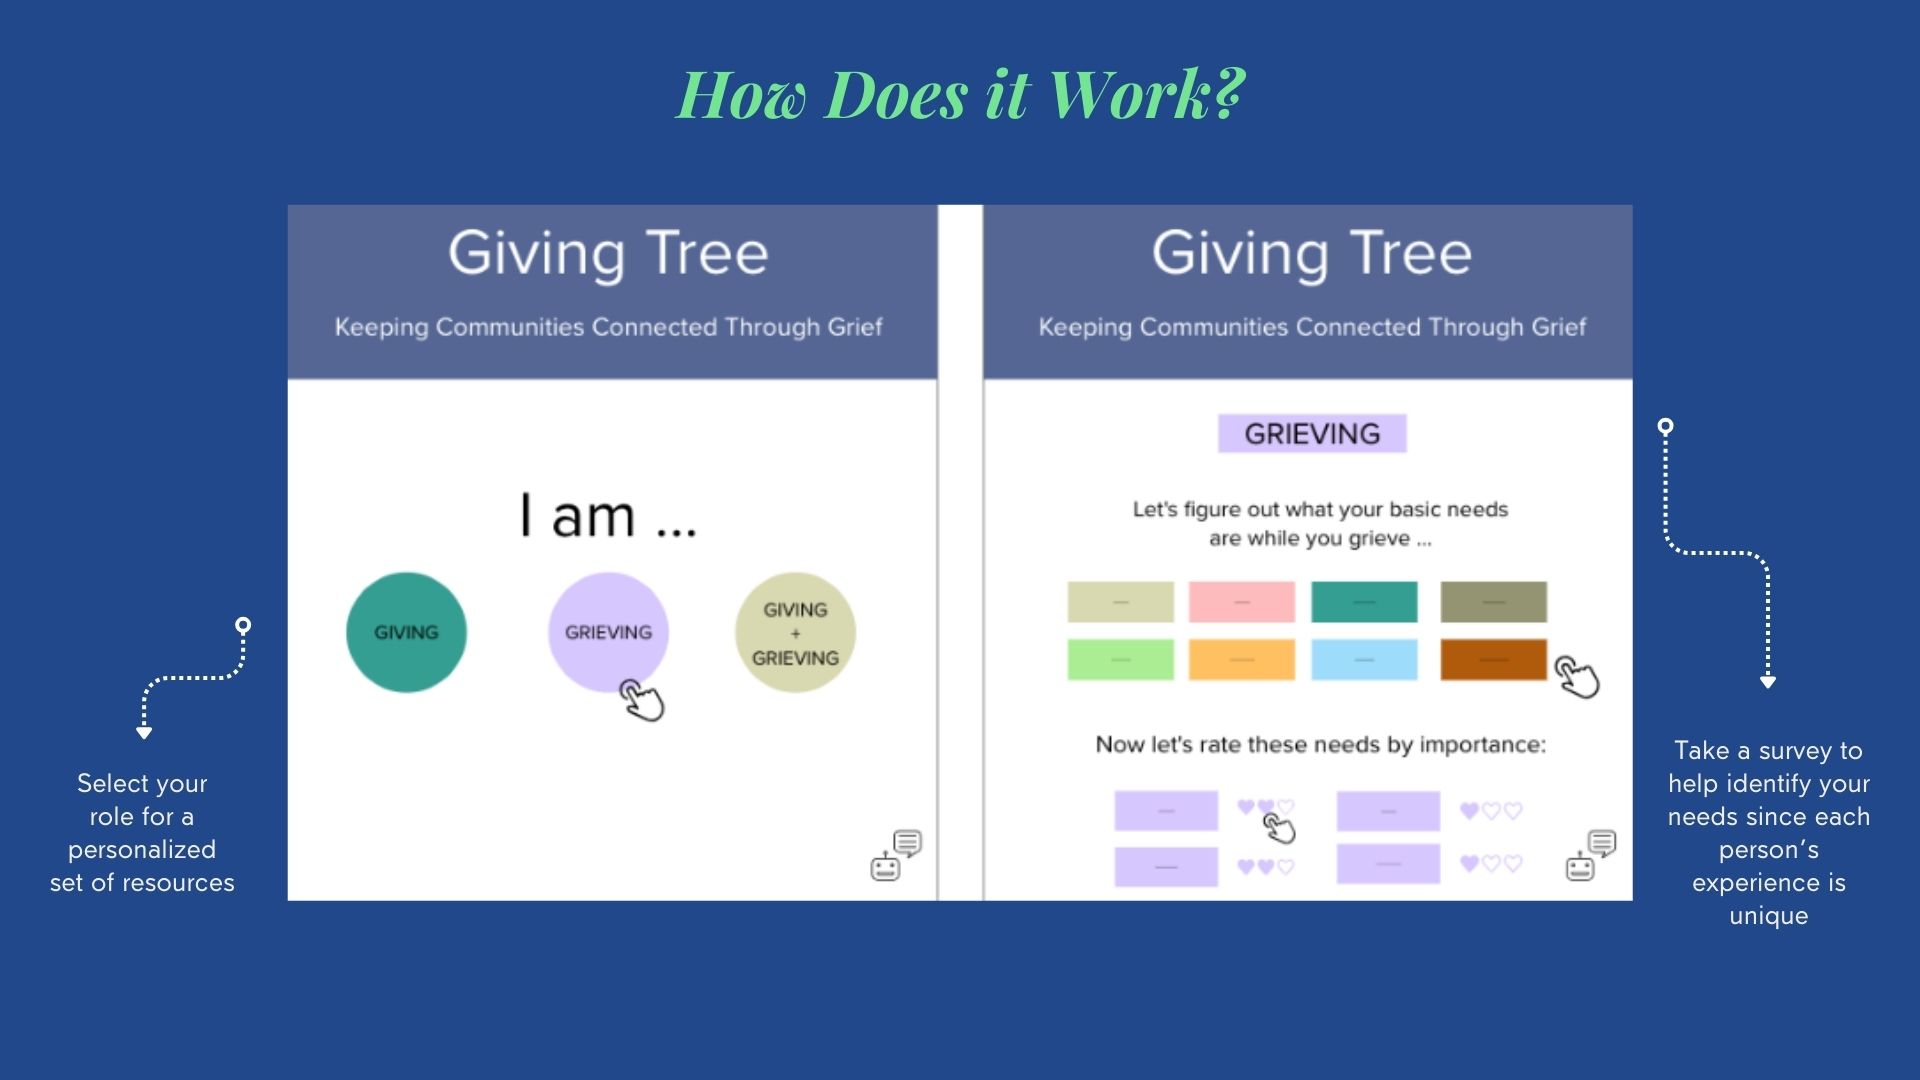 How Does it Work?
Giving Tree
Keeping Communities Connected Through Grief
I am ...
GIVING
GRIEVING
GIVING
+
GRIEVING
Select your
role for a
personalized
set of resources
Giving Tree
Keeping Communities Connected Through Grief
GRIEVING
Let's figure out what your basic needs
are while you grieve ...
Now let's rate these needs by importance:
Take a survey to
help identify your
needs since each
person's
experience is
unique